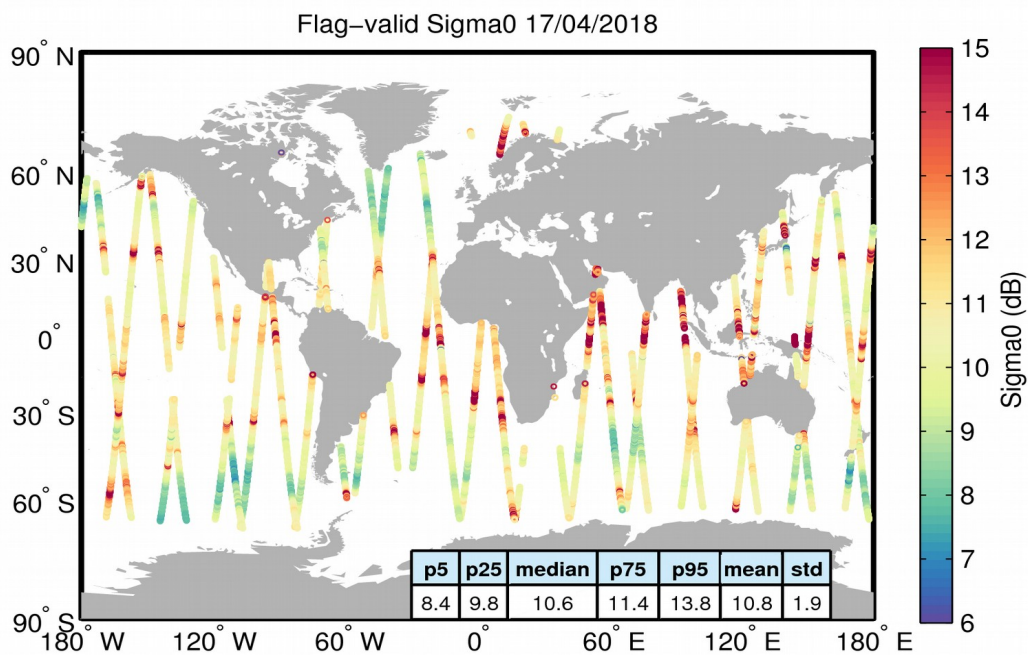 Flag-valid Sigma0 17/04/2018
90° N
60° N
30° N
0°
30° S
60° S
90° S
180° W
120° W
60° W
0°
60° E
120° E
180° E
p5 p25 median p75 p95 mean std
8.4 9.8 10.6 11.4 13.8 10.8 1.9
15
14
13
12
11
10
9
8
7
6
Sigma0 (dB)